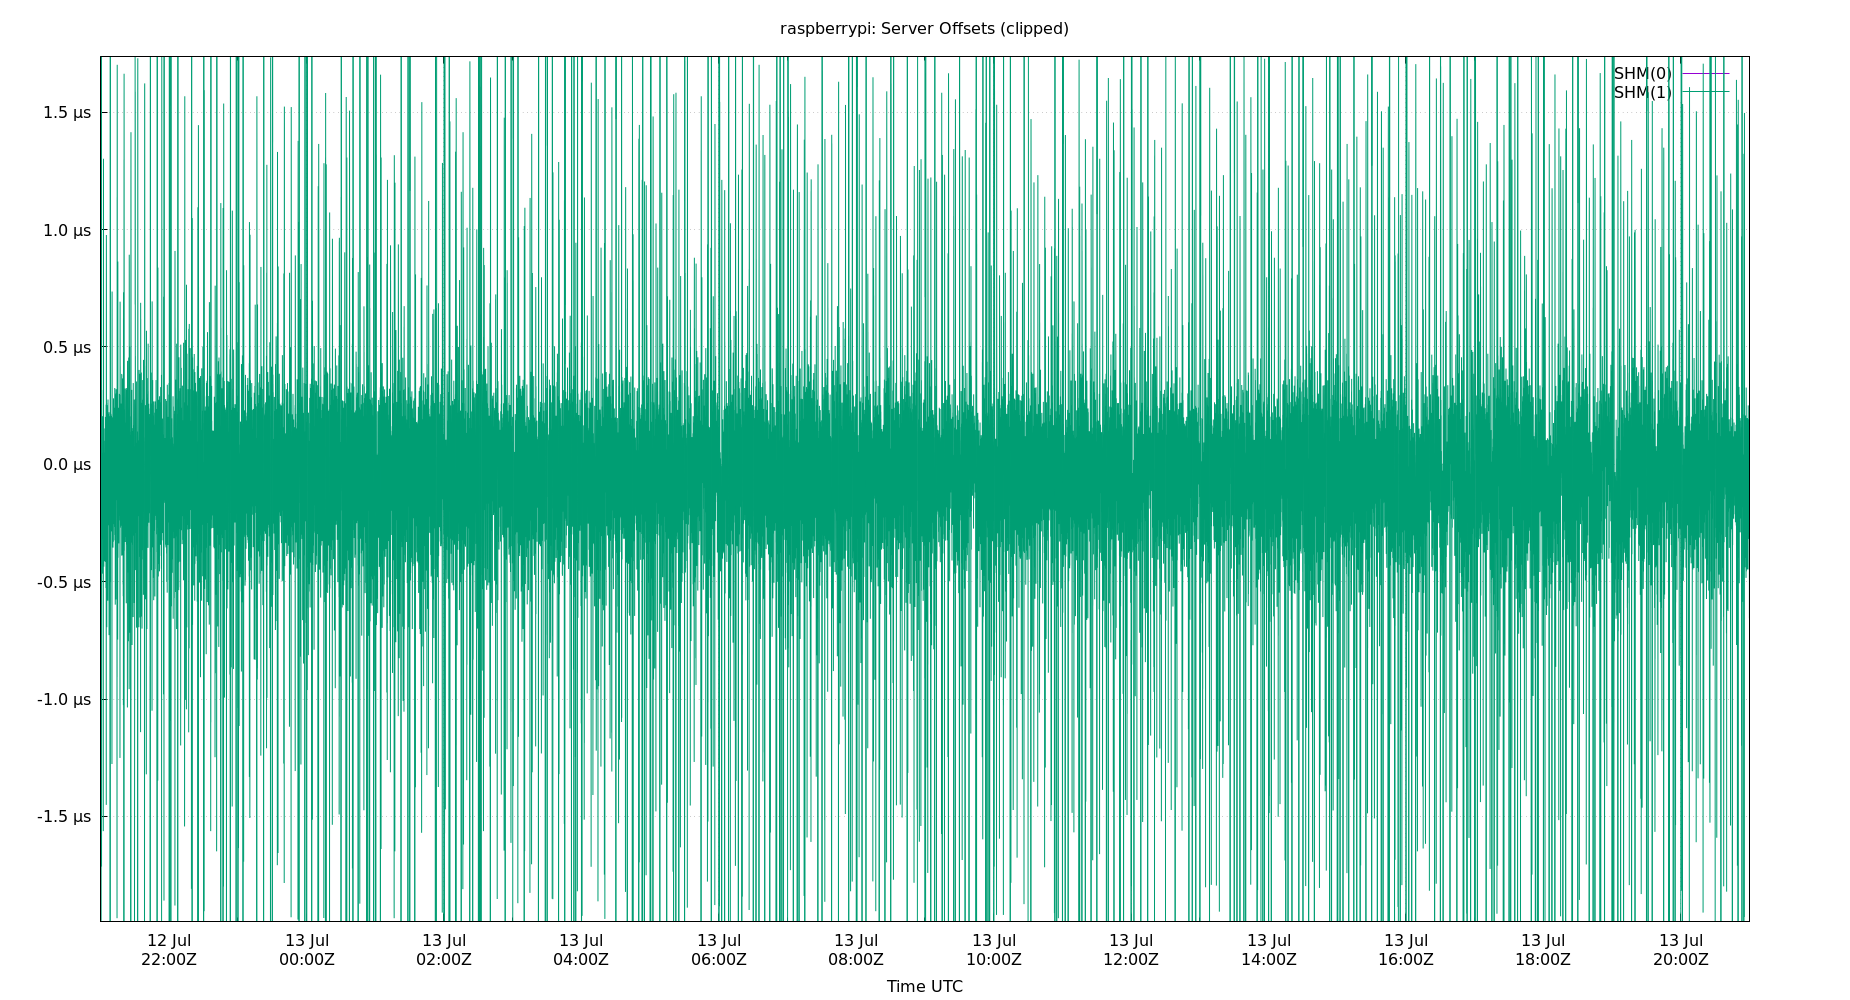 raspberrypi: Server Offsets (clipped)
SHM(0)
SHM(1)
1.5 µs
1.0 µs
0.5 µs
0.0 µs
-0.5 µs
-1.0 µs
-1.5 µs
12 Jul 13 Jul 13 Jul 13 Jul 13 Jul 13 Jul 13 Jul 13 Jul 13 Jul 13 Jul 13 Jul 13 Jul
22:00Z 00:00Z 02:00Z 04:00Z 06:00Z 08:00Z 10:00Z 12:00Z 14:00Z 16:00Z 18:00Z 20:00Z
Time UTC